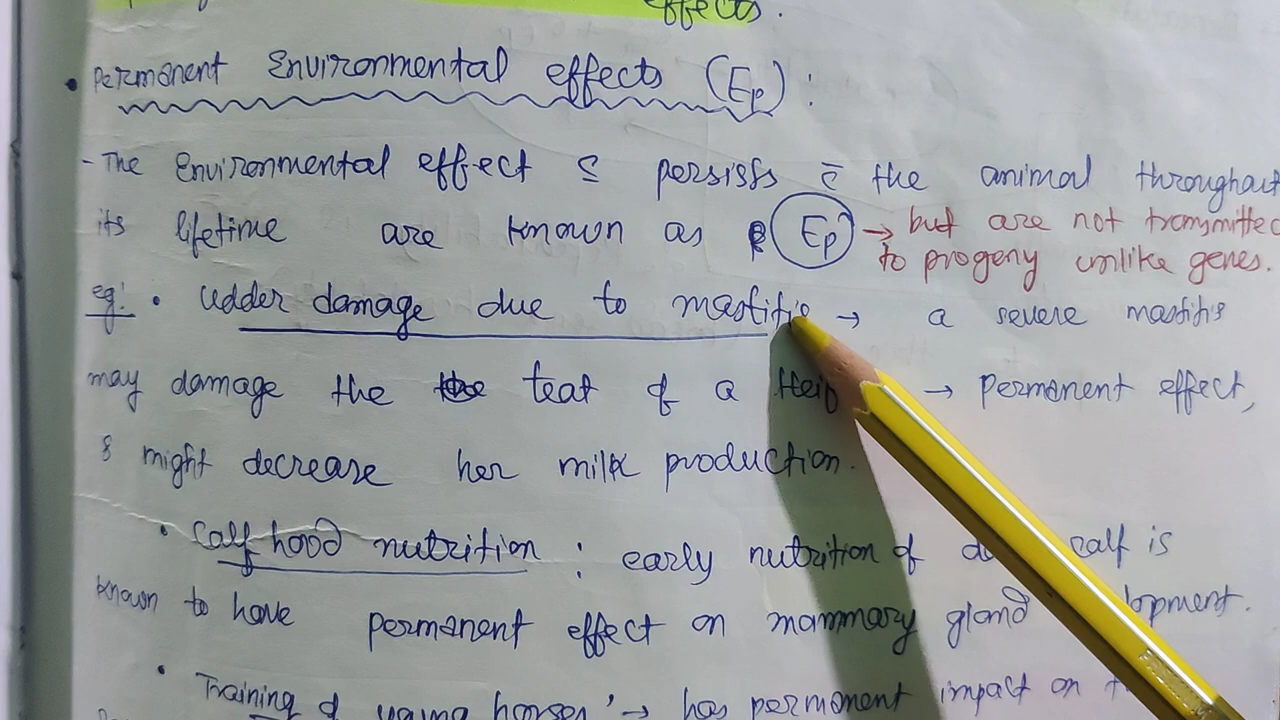 effects.
• Permanent Environmental effects (Ep) :
- The Environmental effect c̄ persists c̄ the animal throughout
its lifetime are known as Ep → but are not transmitted
to progeny unlike genes.
eg: • Udder damage due to mastitis → a severe mastitis
may damage the teat of a → permanent effect,
& might decrease her milk production.
• Calf hood nutrition : early nutrition of calf is
known to have permanent effect on mammary gland
• Training of young horses → has permanent impact on